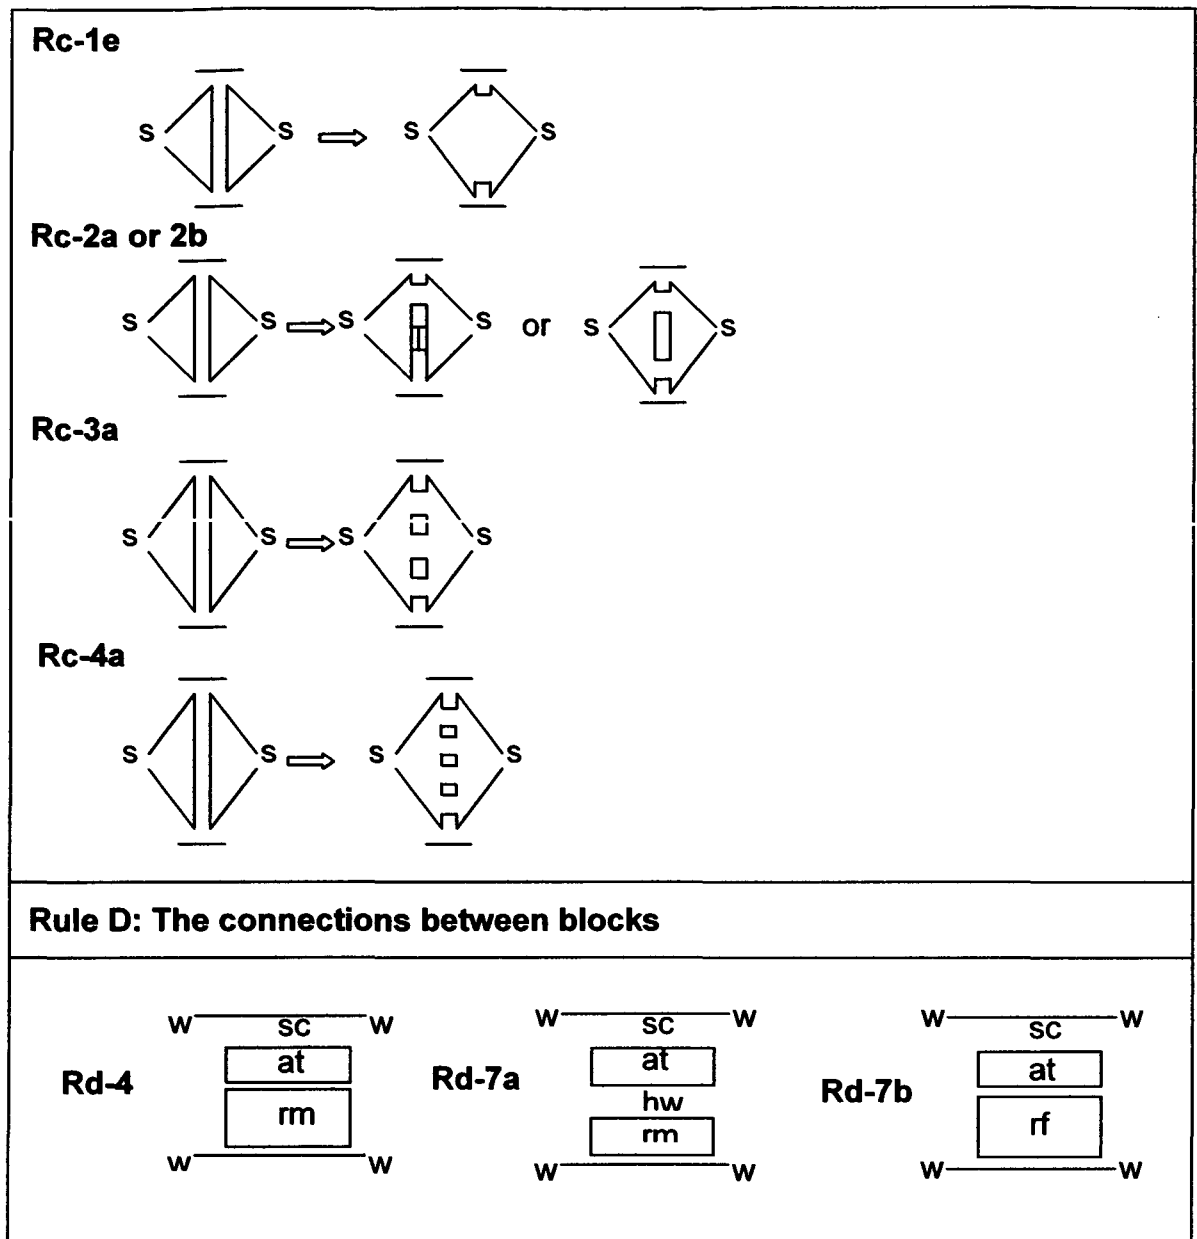 Rc-1e
S S S S
Rc-2a or 2b
S S S S or S S
Rc-3a
S S S S
Rc-4a
S S S S
Rule D: The connections between blocks
W W W W W W
sc sc sc
Rd-4 at Rd-7a at Rd-7b at
rm hw rm rf
W W W W W W